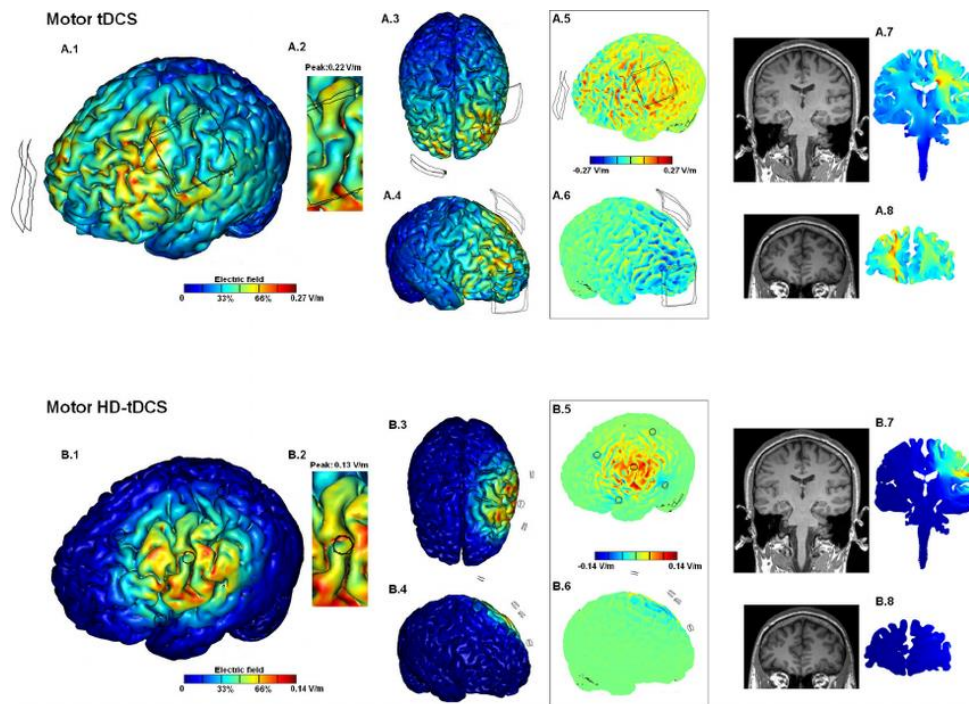 Motor tDCS
A.1
A.2
Peak:0.22 V/m
A.3
A.4
A.5
A.6
A.7
A.8
-0.27 V/m
0.27 V/m
Electric field
0
33%
66%
0.27 V/m
Motor HD-tDCS
B.1
B.2
Peak: 0.13 V/m
B.3
B.4
B.5
B.6
B.7
B.8
-0.14 V/m
0.14 V/m
Electric field
0
33%
66%
0.14 V/m